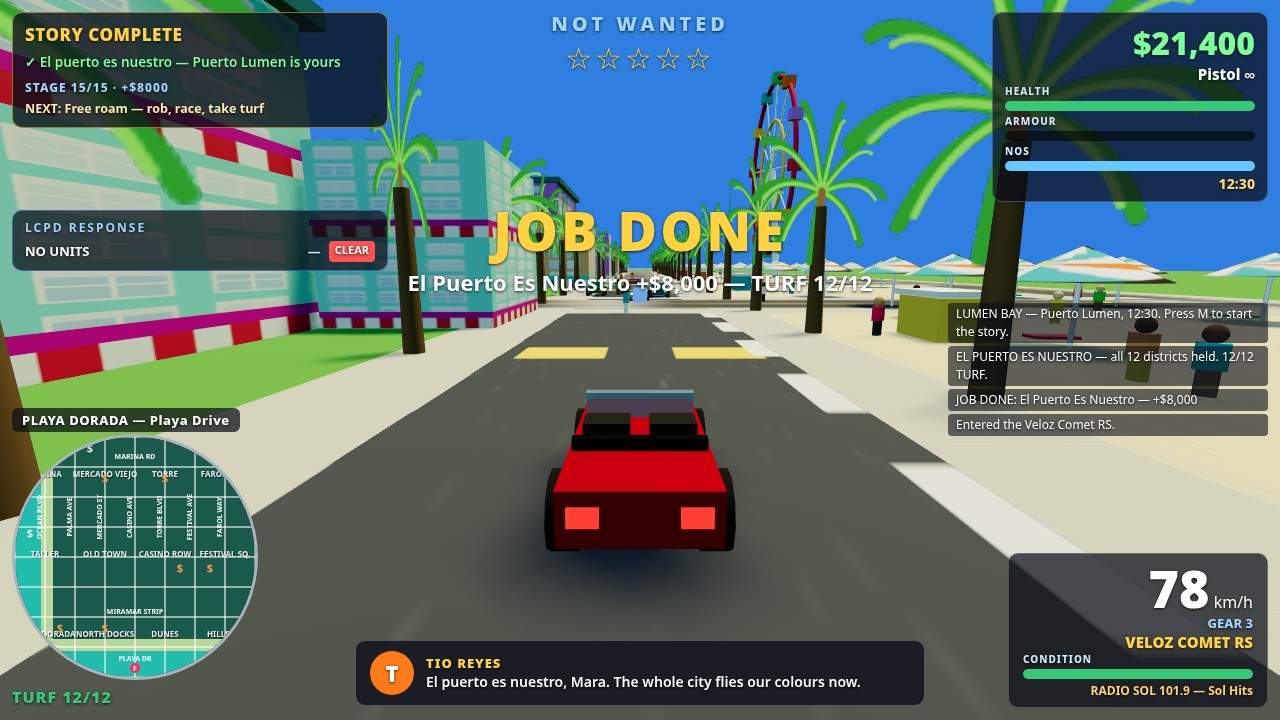 STORY COMPLETE
✓ El puerto es nuestro — Puerto Lumen is yours
STAGE 15/15 · +$8000
NEXT: Free roam — rob, race, take turf
NOT WANTED
☆☆☆☆☆
$21,400
Pistol ∞
HEALTH
ARMOUR
NOS
12:30
LCPD RESPONSE
NO UNITS — CLEAR
JOB DONE
El Puerto Es Nuestro +$8,000 — TURF 12/12
LUMEN BAY — Puerto Lumen, 12:30. Press M to start
the story.
EL PUERTO ES NUESTRO — all 12 districts held. 12/12
TURF.
JOB DONE: El Puerto Es Nuestro — +$8,000
Entered the Veloz Comet RS.
PLAYA DORADA — Playa Drive
$
MARINA RD
MERCADO VIEJO
TORRE
$ $
OCEAN BLVD
PALMA AVE
MERCADO ST
CASINO AVE
TORRE BLVD
FESTIVAL AVE
FAROL WAY
$
TALLER
OLD TOWN
CASINO ROW
FESTIVAL SQ
$ $
MIRAMAR STRIP
$ $
NORTH DOCKS
DUNES
PLAYA DR
F
TURF 12/12
T
TIO REYES
El puerto es nuestro, Mara. The whole city flies our colours now.
78 km/h
GEAR 3
VELOZ COMET RS
CONDITION
RADIO SOL 101.9 — Sol Hits